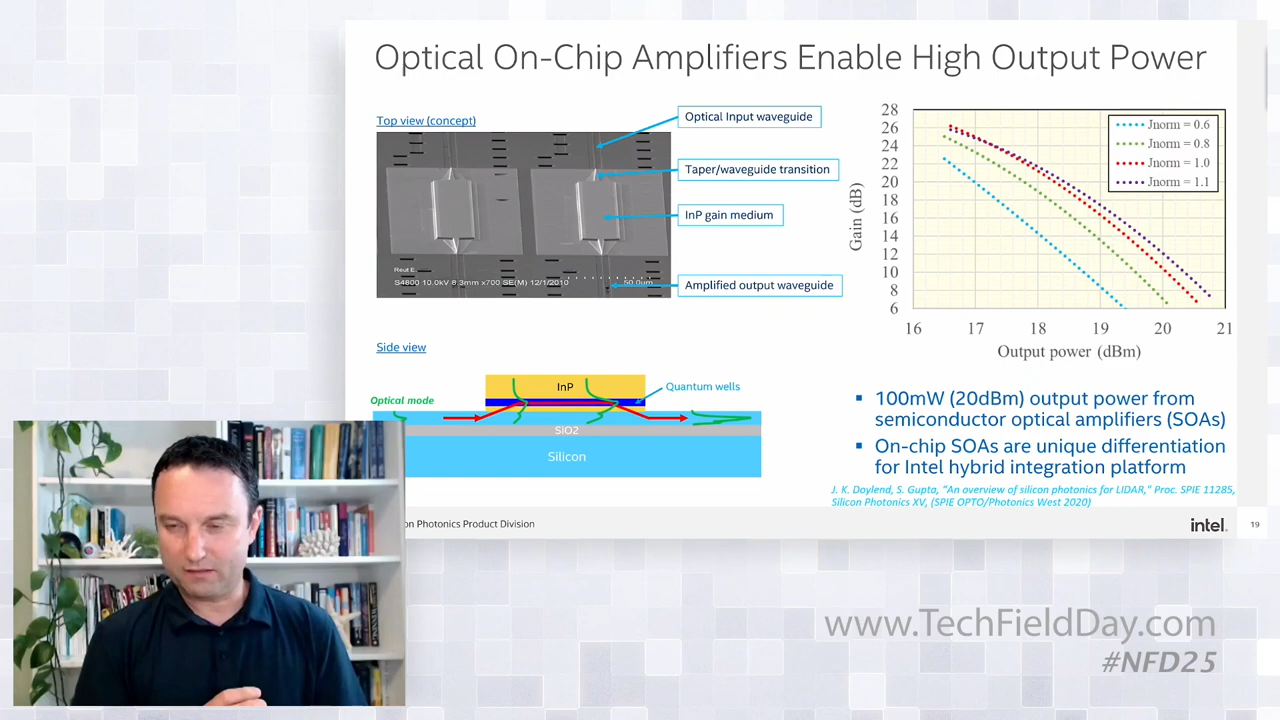 Optical On-Chip Amplifiers Enable High Output Power
Top view (concept)
Optical Input waveguide
Taper/waveguide transition
InP gain medium
Amplified output waveguide
Reut E.
S4800 10.0kV 8.3mm x700 SE(M) 12/1/2010
50.0um
Side view
InP
Quantum wells
Optical mode
SiO2
Silicon
28
26
24
22
20
18
16
14
12
10
8
6
Gain (dB)
Jnorm = 0.6
Jnorm = 0.8
Jnorm = 1.0
Jnorm = 1.1
16 17 18 19 20 21
Output power (dBm)
▪ 100mW (20dBm) output power from
semiconductor optical amplifiers (SOAs)
▪ On-chip SOAs are unique differentiation
for Intel hybrid integration platform
J. K. Doylend, S. Gupta, "An overview of silicon photonics for LIDAR," Proc. SPIE 11285,
Silicon Photonics XV, (SPIE OPTO/Photonics West 2020)
on Photonics Product Division
intel.
19
www.TechFieldDay.com
#NFD25